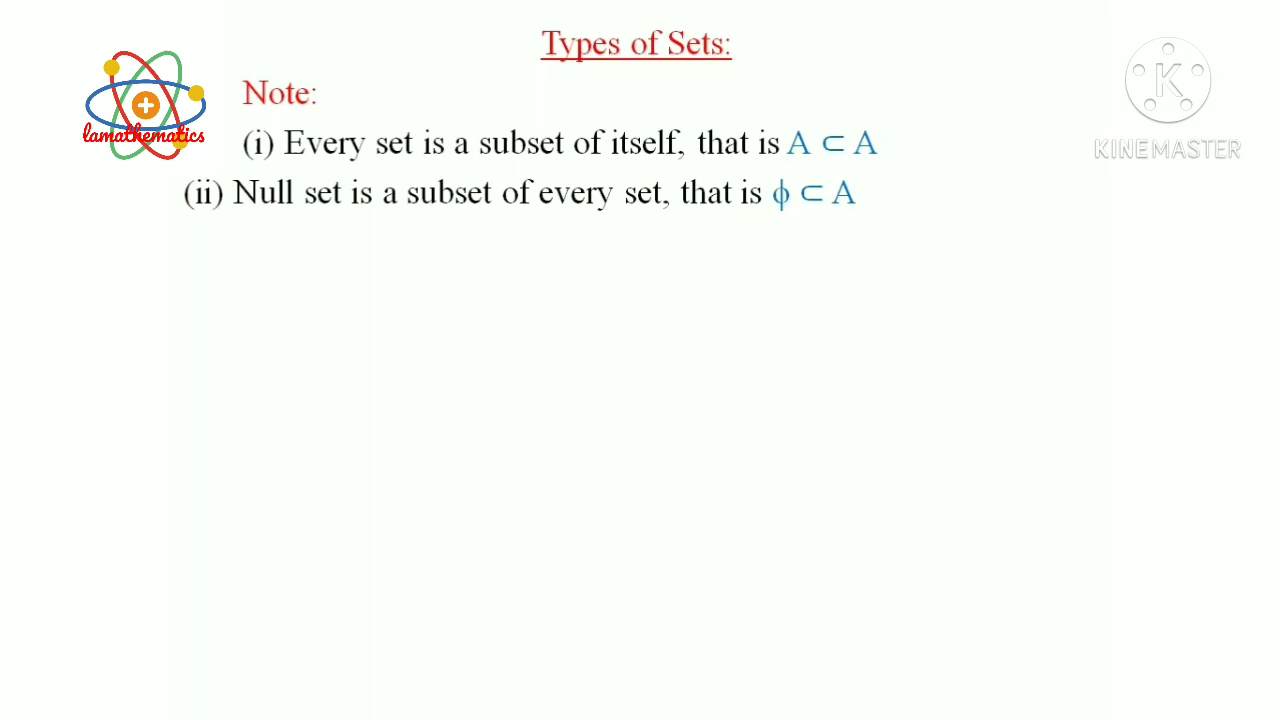 Types of Sets:
Note:
(i) Every set is a subset of itself, that is A ⊂ A
(ii) Null set is a subset of every set, that is ϕ ⊂ A
lamathematics
K
KINEMASTER